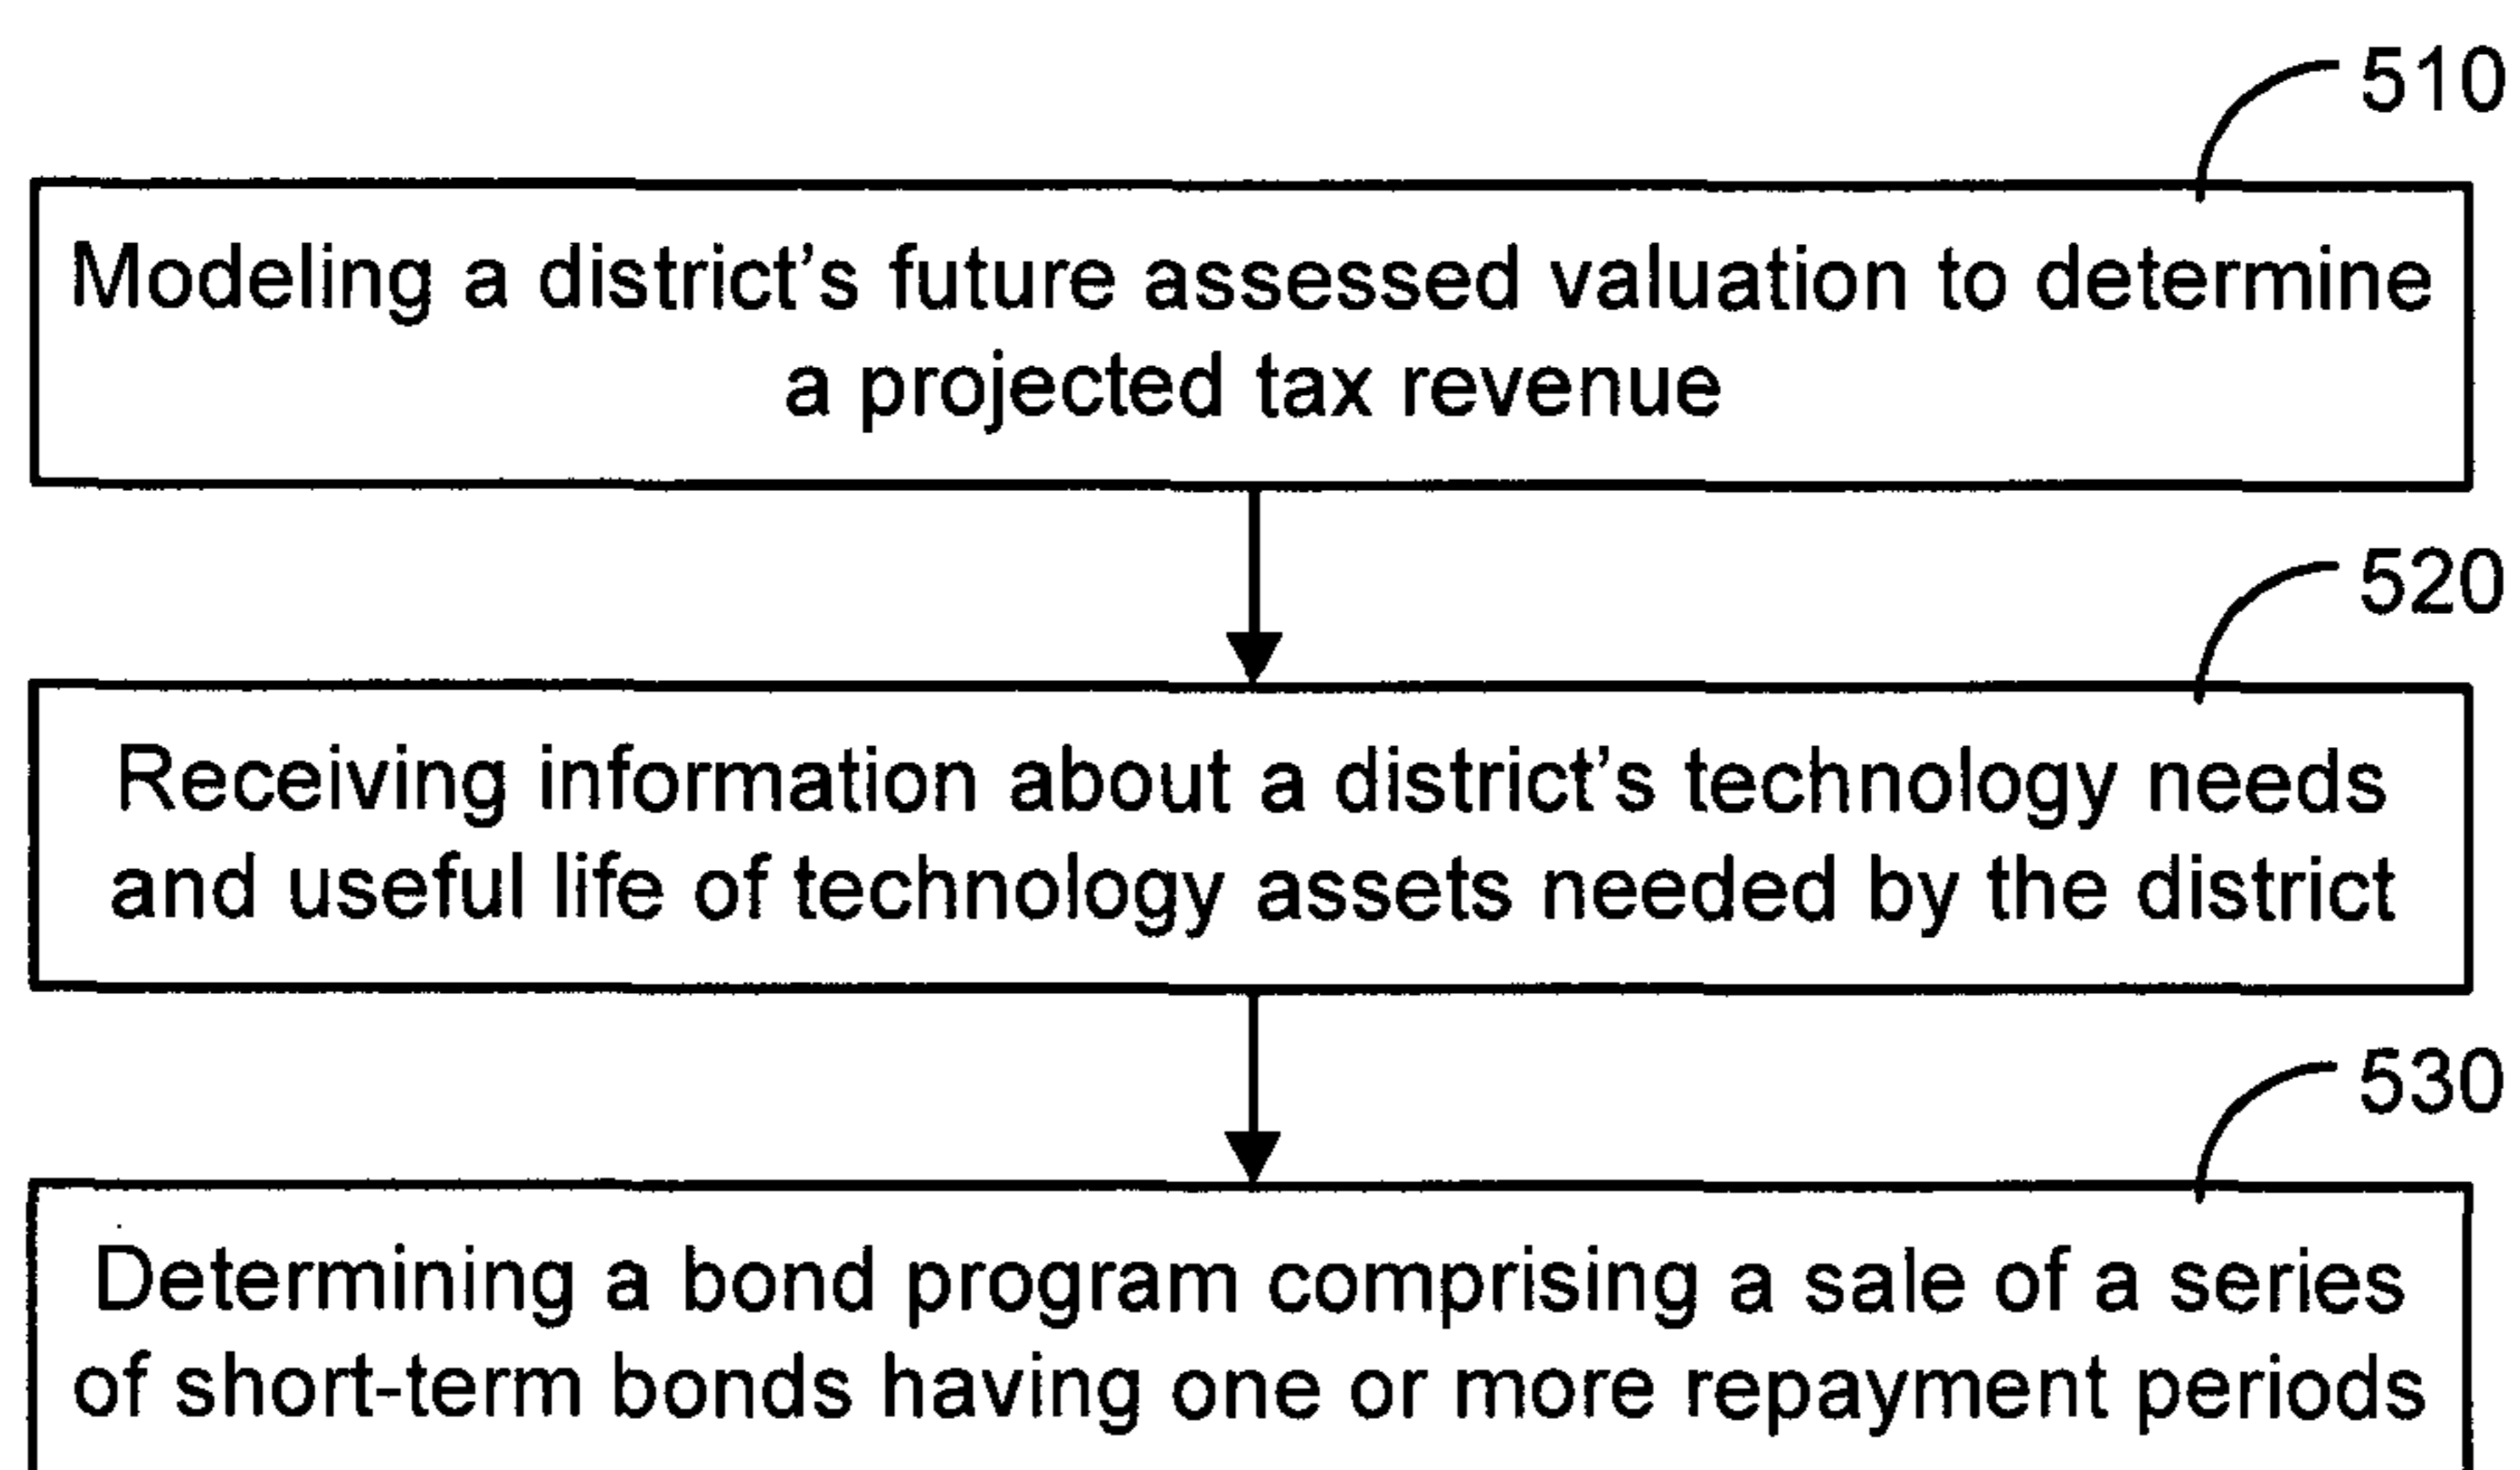 510
Modeling a district's future assessed valuation to determine
a projected tax revenue
520
Receiving information about a district's technology needs
and useful life of technology assets needed by the district
530
Determining a bond program comprising a sale of a series
of short-term bonds having one or more repayment periods